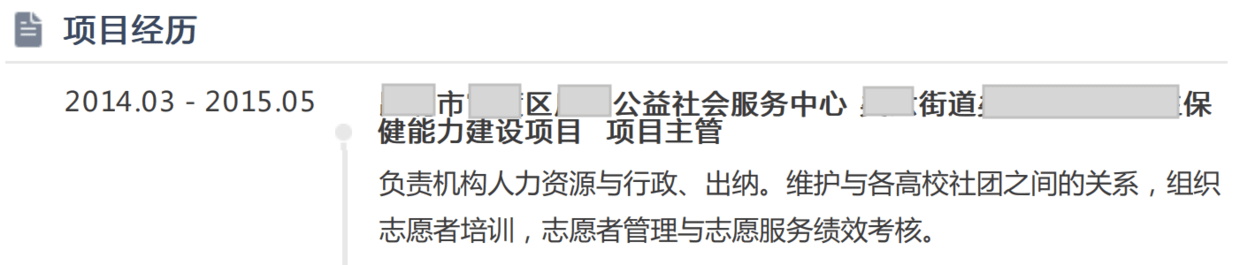 项目经历
2014.03 - 2015.05
市 区 公益社会服务中心 街道 保
健能力建设项目 项目主管
负责机构人力资源与行政、出纳。维护与各高校社团之间的关系，组织
志愿者培训，志愿者管理与志愿服务绩效考核。